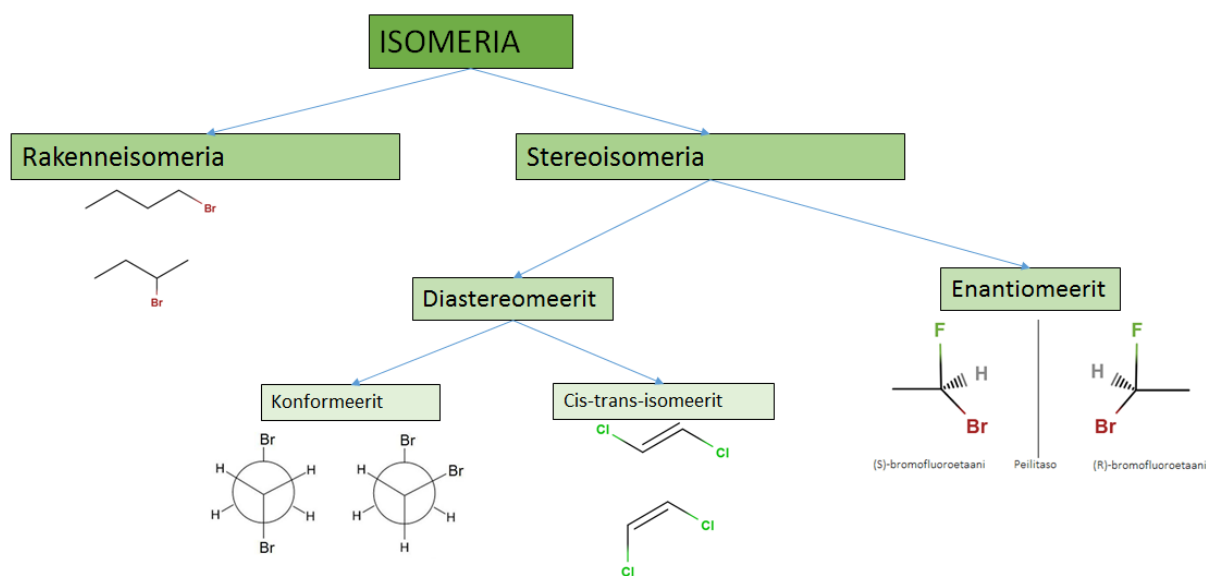 ISOMERIA
Rakenneisomeria
Stereoisomeria
Br
Br
Diastereomeerit
Enantiomeerit
F
H
Br
F
H
Br
(S)-bromofluoroetaani
Peilitaso
(R)-bromofluoroetaani
Konformeerit
Cis-trans-isomeerit
Br
H
H
H
H
Br
Br
H
Br
H
H
H
Cl
Cl
Cl
Cl